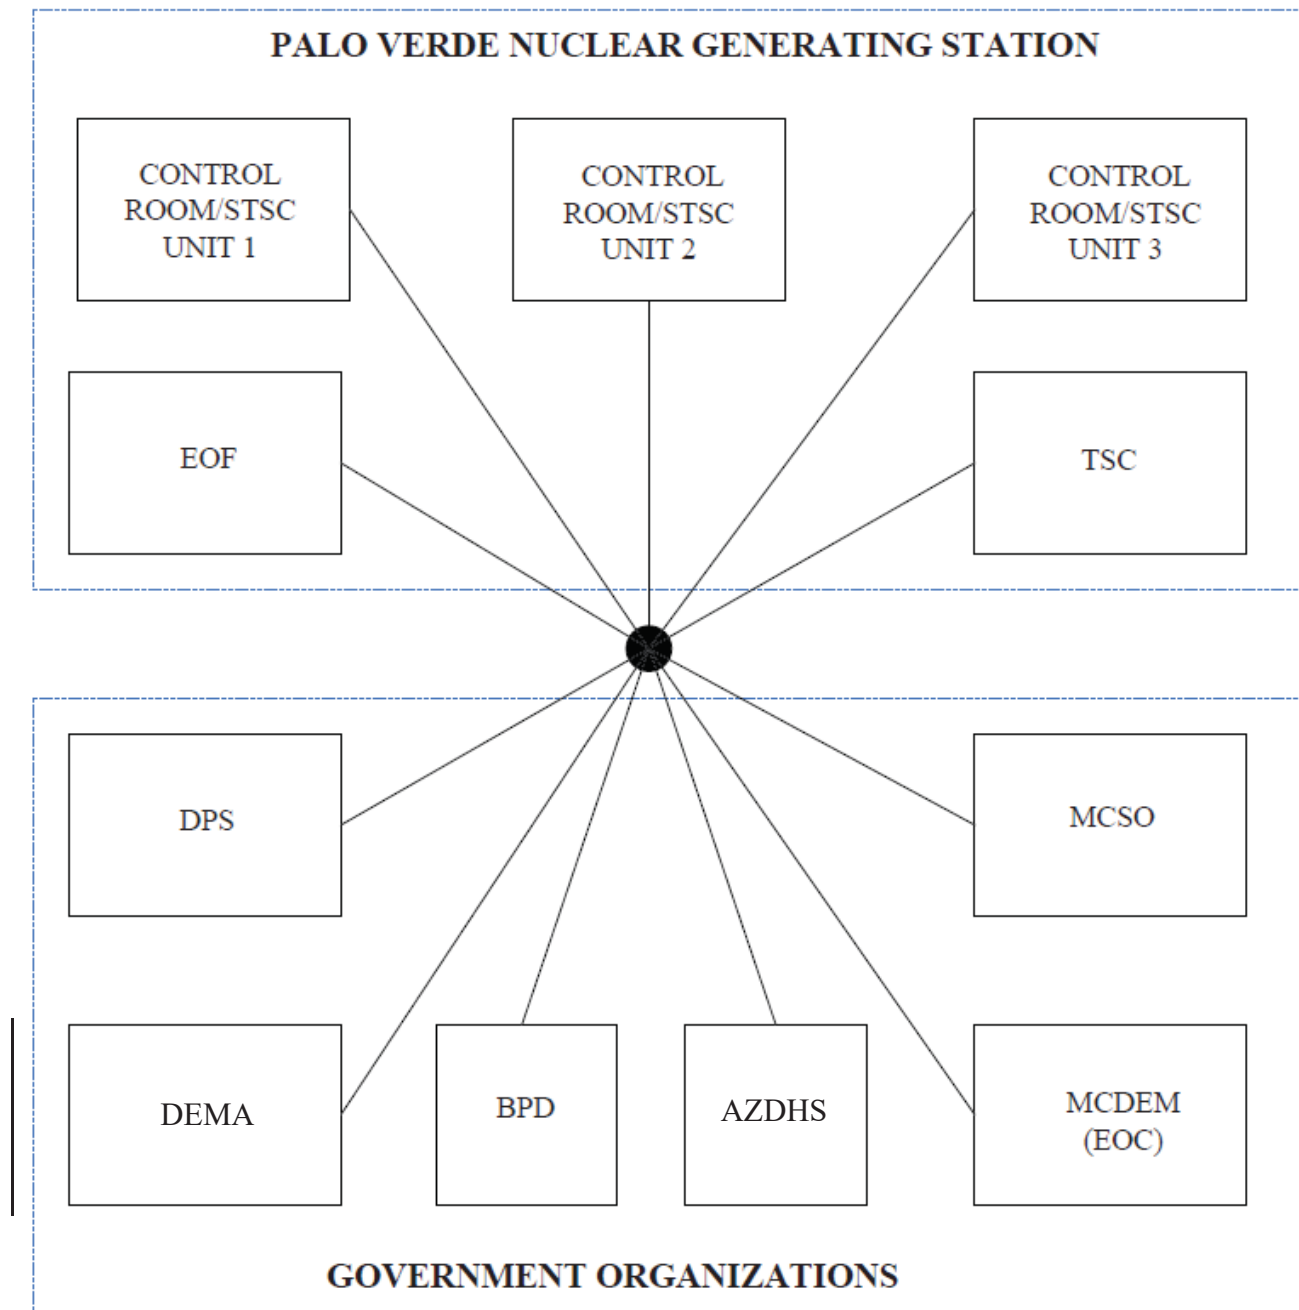 PALO VERDE NUCLEAR GENERATING STATION
CONTROL
ROOM/STSC
UNIT 1
CONTROL
ROOM/STSC
UNIT 2
CONTROL
ROOM/STSC
UNIT 3
EOF
TSC
DPS
MCSO
DEMA
BPD
AZDHS
MCDEM
(EOC)
GOVERNMENT ORGANIZATIONS